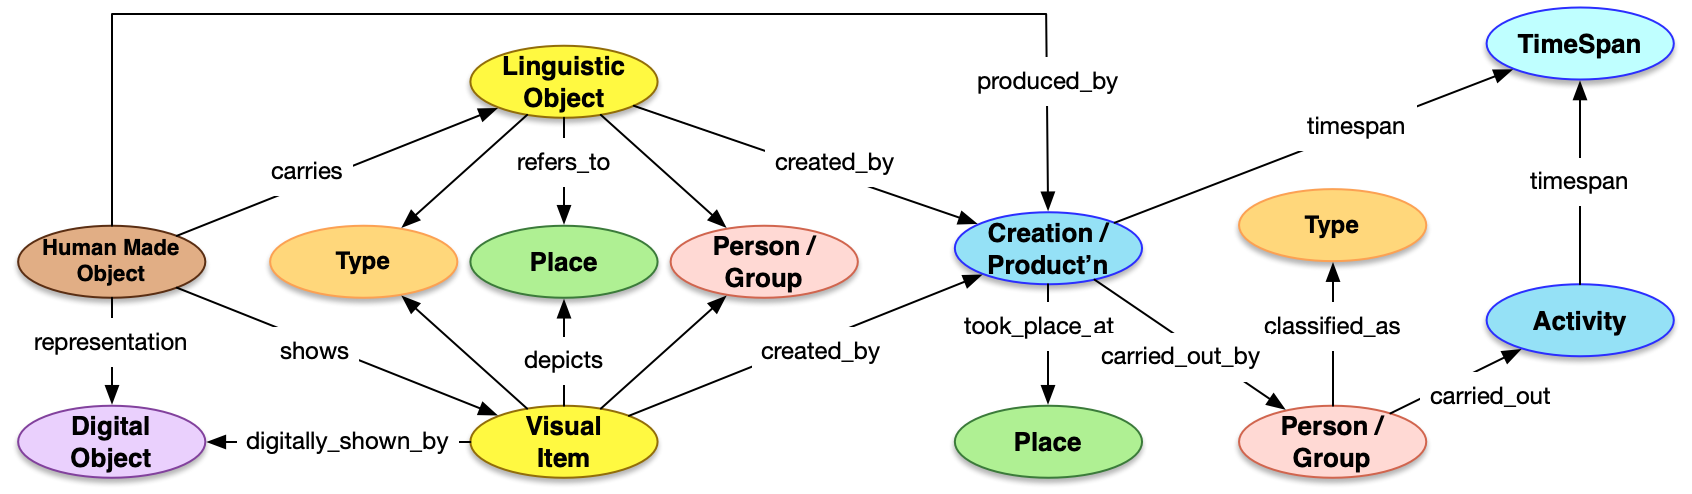 TimeSpan
Linguistic
Object
produced_by
timespan
carries
refers_to
created_by
timespan
Type
Human Made
Object
Type
Place
Person /
Group
Creation /
Product’n
representation
shows
depicts
created_by
took_place_at
carried_out_by
classified_as
Activity
carried_out
Digital
Object
digitally_shown_by
Visual
Item
Place
Person /
Group